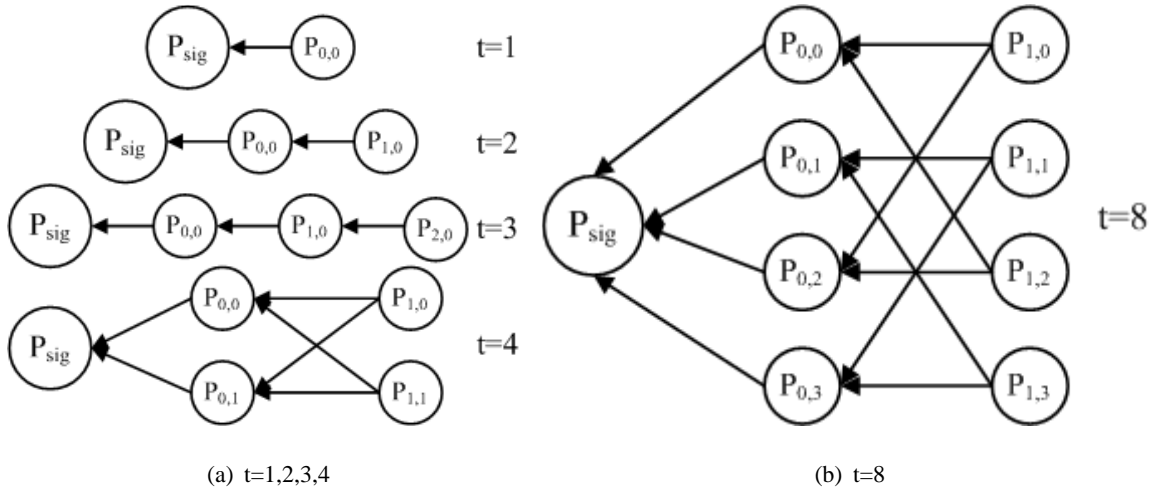 P_sig P_0,0 t=1
P_sig P_0,0 P_1,0 t=2
P_sig P_0,0 P_1,0 P_2,0 t=3
P_0,0 P_1,0
P_sig t=4
P_0,1 P_1,1
(a) t=1,2,3,4
P_0,0 P_1,0
P_0,1 P_1,1
P_sig t=8
P_0,2 P_1,2
P_0,3 P_1,3
(b) t=8